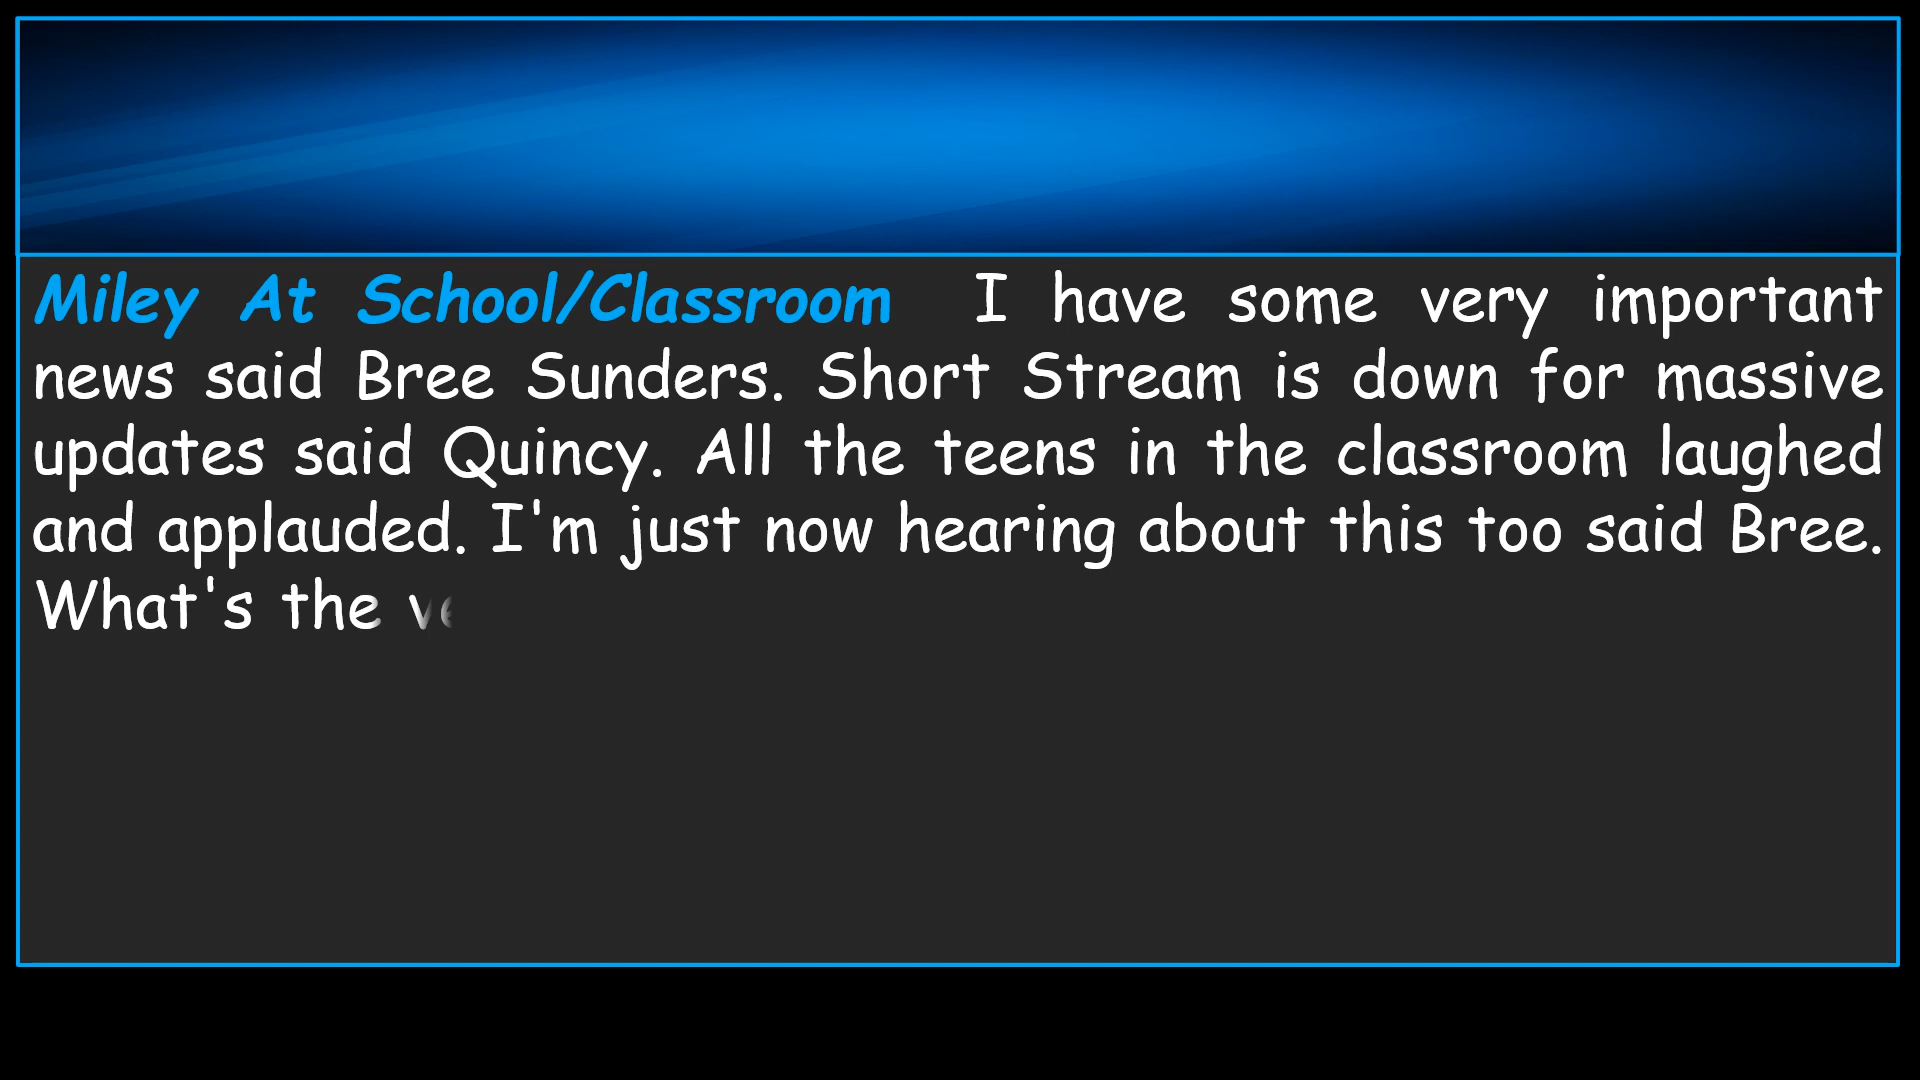 Miley At School/Classroom I have some very important
news said Bree Sunders. Short Stream is down for massive
updates said Quincy. All the teens in the classroom laughed
and applauded. I'm just now hearing about this too said Bree.
What's the